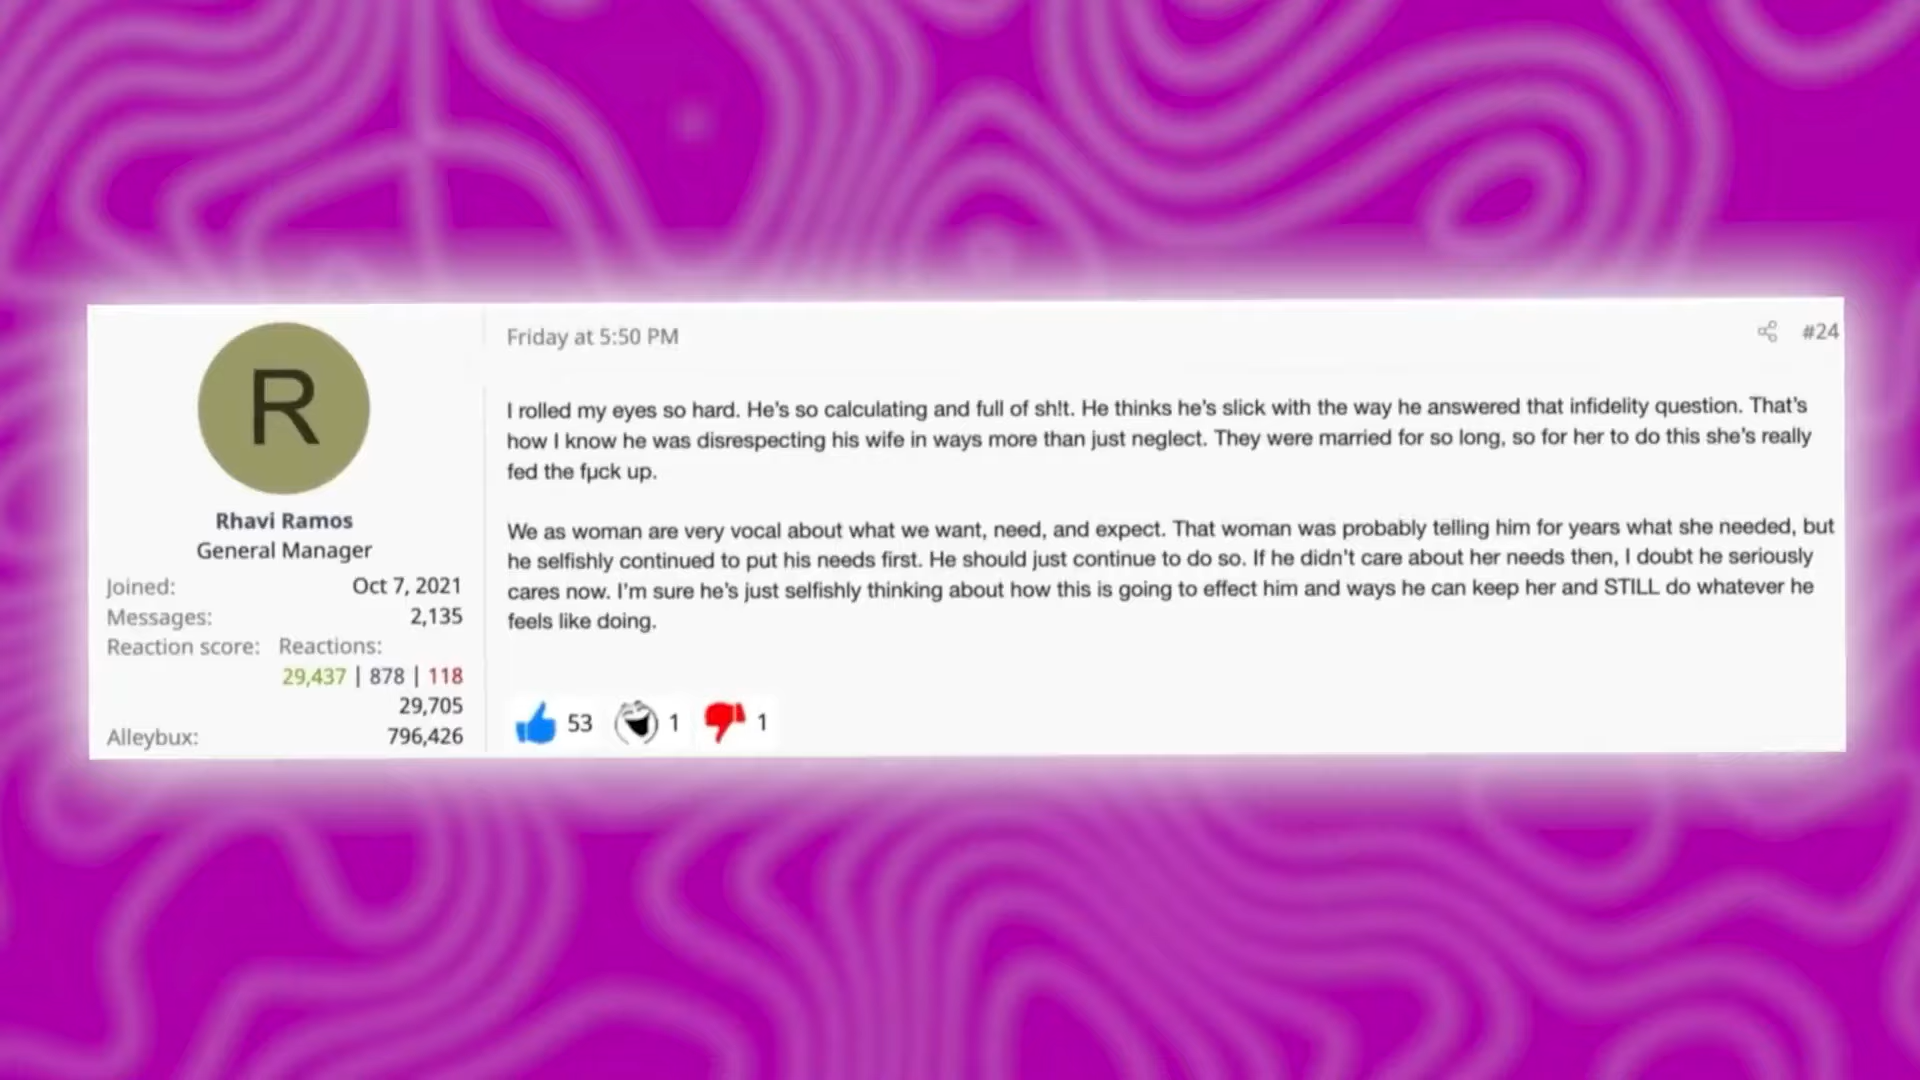 R
Rhavi Ramos
General Manager
Joined: Oct 7, 2021
Messages: 2,135
Reaction score: Reactions:
29,437 | 878 | 118
29,705
Alleybux: 796,426
Friday at 5:50 PM #24
I rolled my eyes so hard. He's so calculating and full of sh!t. He thinks he's slick with the way he answered that infidelity question. That's
how I know he was disrespecting his wife in ways more than just neglect. They were married for so long, so for her to do this she's really
fed the fµck up.
We as woman are very vocal about what we want, need, and expect. That woman was probably telling him for years what she needed, but
he selfishly continued to put his needs first. He should just continue to do so. If he didn't care about her needs then, I doubt he seriously
cares now. I'm sure he's just selfishly thinking about how this is going to effect him and ways he can keep her and STILL do whatever he
feels like doing.
53 1 1